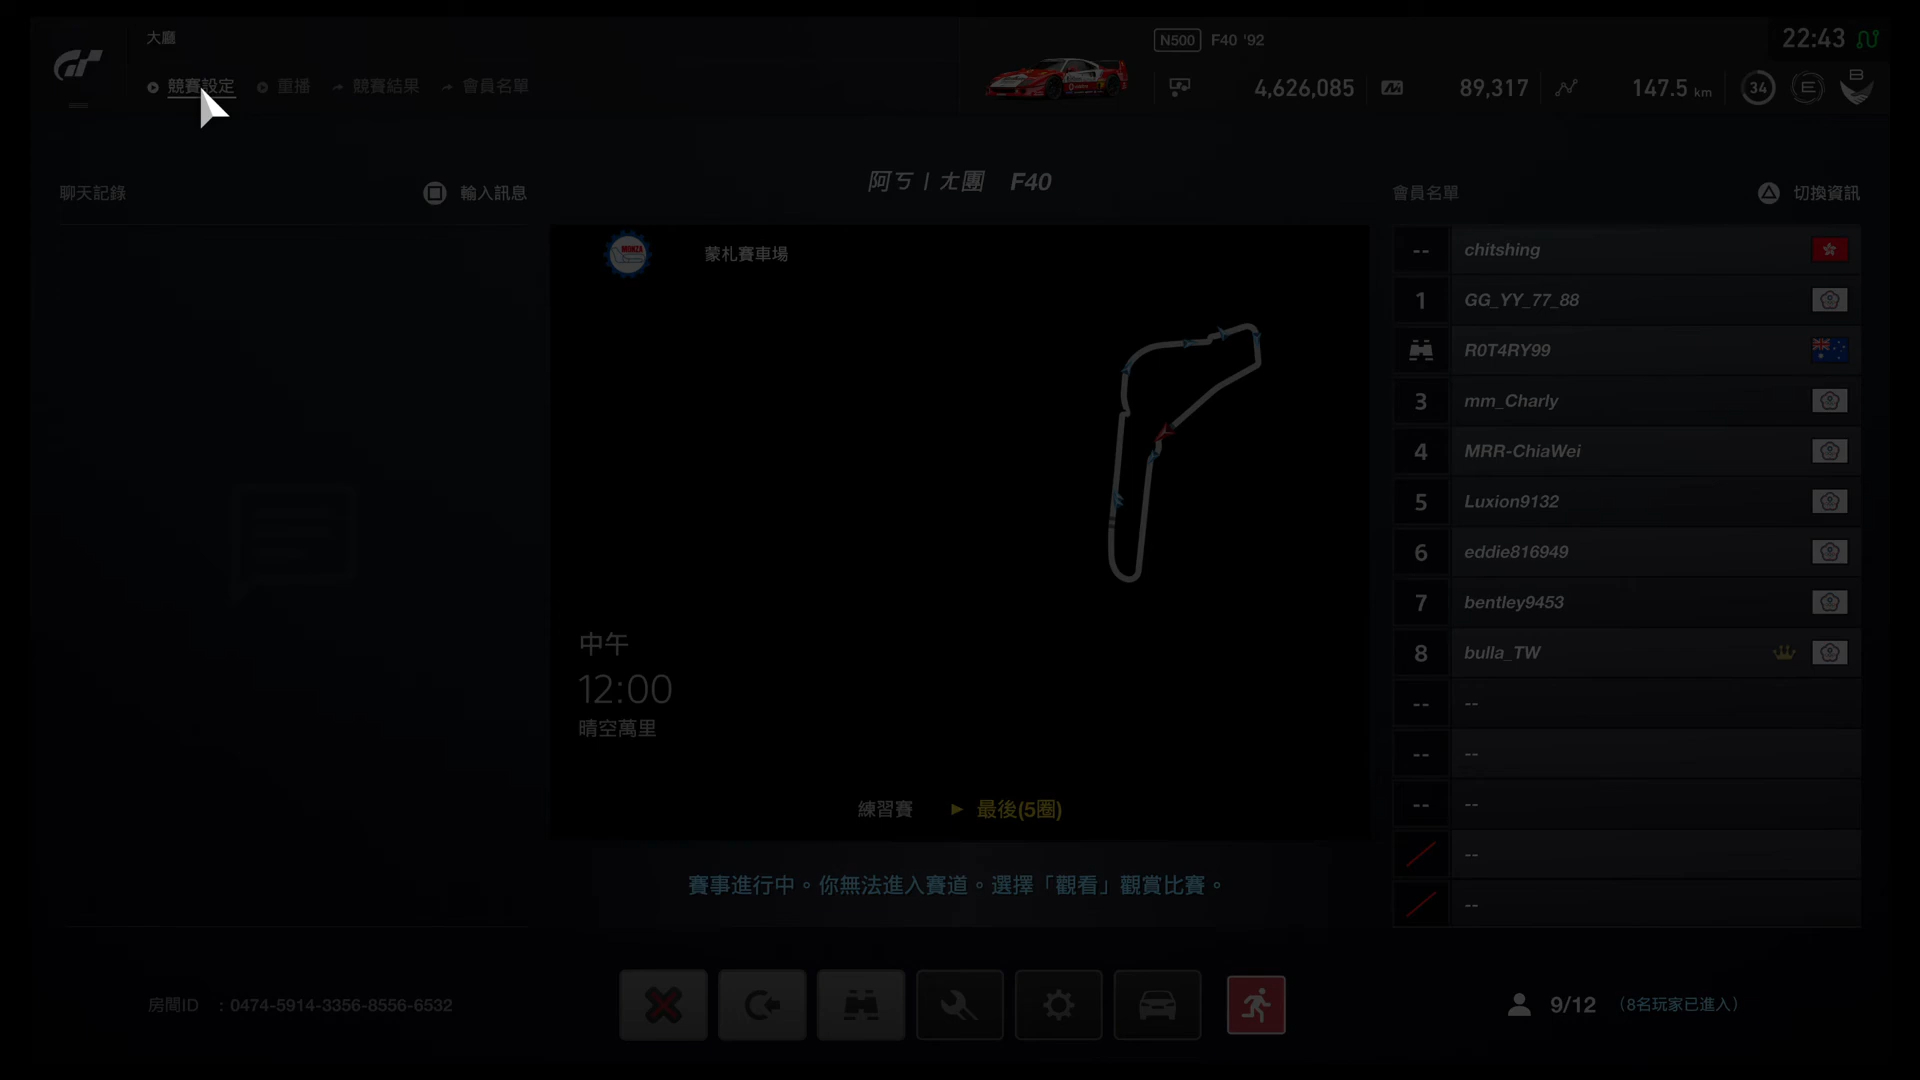 大廳
N500 F40 '92
22:43
競賽設定 重播 競賽結果 會員名單
4,626,085
89,317
147.5 km
34
E
B
聊天記錄
輸入訊息
阿ㄎㄧㄤ團 F40
會員名單
切換資訊
MONZA
蒙札賽車場
-- chitshing
1 GG_YY_77_88
R0T4RY99
3 mm_Charly
4 MRR-ChiaWei
5 Luxion9132
6 eddie816949
7 bentley9453
8 bulla_TW
-- --
-- --
-- --
--
--
中午
12:00
晴空萬里
練習賽 ▶ 最後(5圈)
賽事進行中。你無法進入賽道。選擇「觀看」觀賞比賽。
房間ID ：0474-5914-3356-8556-6532
9/12 （8名玩家已進入）